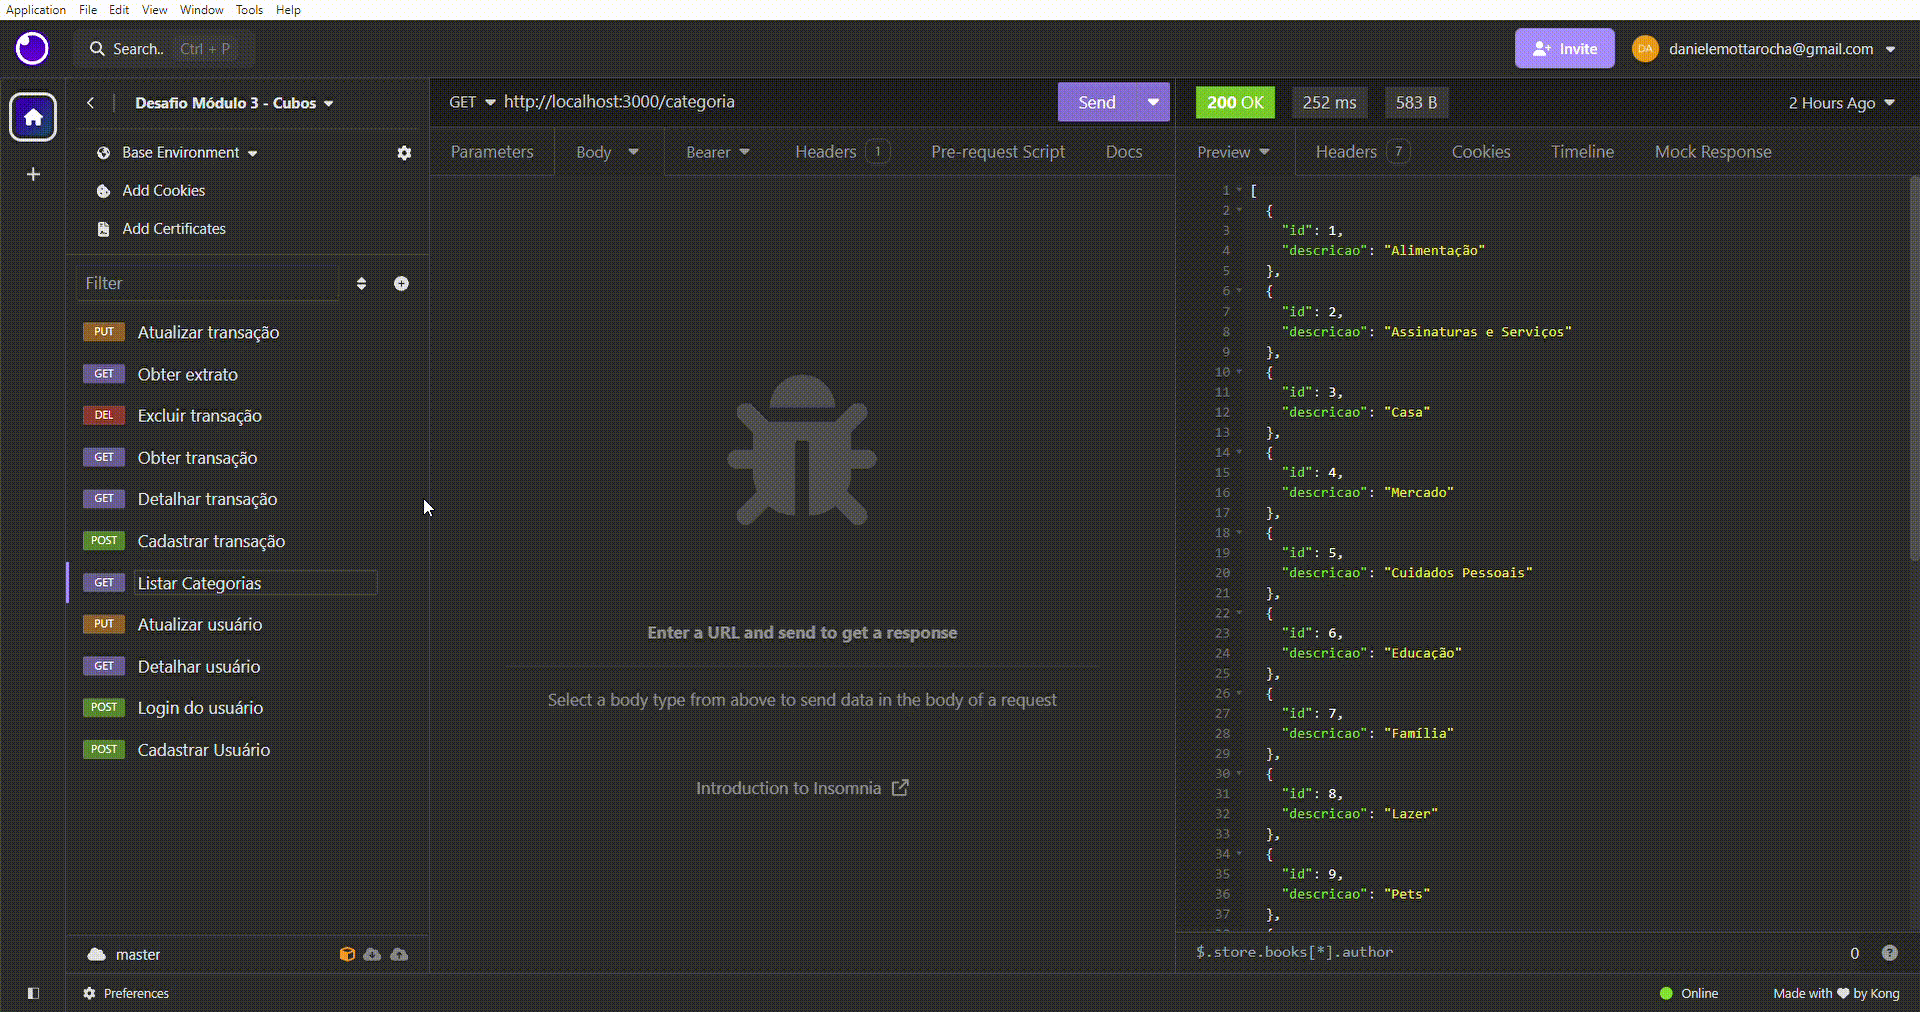 Application File Edit View Window Tools Help
Search.. Ctrl + P
Invite
DA danielemottarocha@gmail.com
Desafio Módulo 3 - Cubos
Base Environment
Add Cookies
Add Certificates
Filter
PUT Atualizar transação
GET Obter extrato
DEL Excluir transação
GET Obter transação
GET Detalhar transação
POST Cadastrar transação
GET Listar Categorias
PUT Atualizar usuário
GET Detalhar usuário
POST Login do usuário
POST Cadastrar Usuário
master
GET http://localhost:3000/categoria Send
Parameters Body Bearer Headers 1 Pre-request Script Docs
Enter a URL and send to get a response
Select a body type from above to send data in the body of a request
Introduction to Insomnia
200 OK 252 ms 583 B 2 Hours Ago
Preview Headers 7 Cookies Timeline Mock Response
1 [
2 {
3 "id": 1,
4 "descricao": "Alimentação"
5 },
6 {
7 "id": 2,
8 "descricao": "Assinaturas e Serviços"
9 },
10 {
11 "id": 3,
12 "descricao": "Casa"
13 },
14 {
15 "id": 4,
16 "descricao": "Mercado"
17 },
18 {
19 "id": 5,
20 "descricao": "Cuidados Pessoais"
21 },
22 {
23 "id": 6,
24 "descricao": "Educação"
25 },
26 {
27 "id": 7,
28 "descricao": "Família"
29 },
30 {
31 "id": 8,
32 "descricao": "Lazer"
33 },
34 {
35 "id": 9,
36 "descricao": "Pets"
37 },
$.store.books[*].author 0 ?
Preferences
Online Made with ♥ by Kong